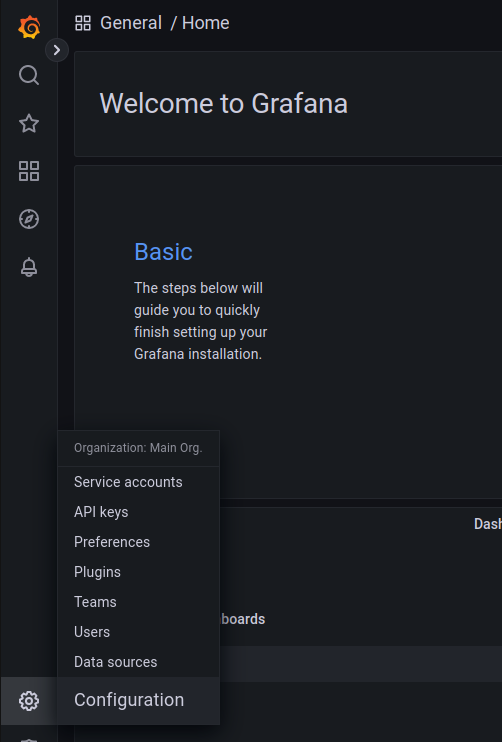 General / Home
Welcome to Grafana
Basic
The steps below will
guide you to quickly
finish setting up your
Grafana installation.
Organization: Main Org.
Service accounts
API keys
Preferences
Plugins
Teams
Users
Data sources
Configuration
Dash
boards